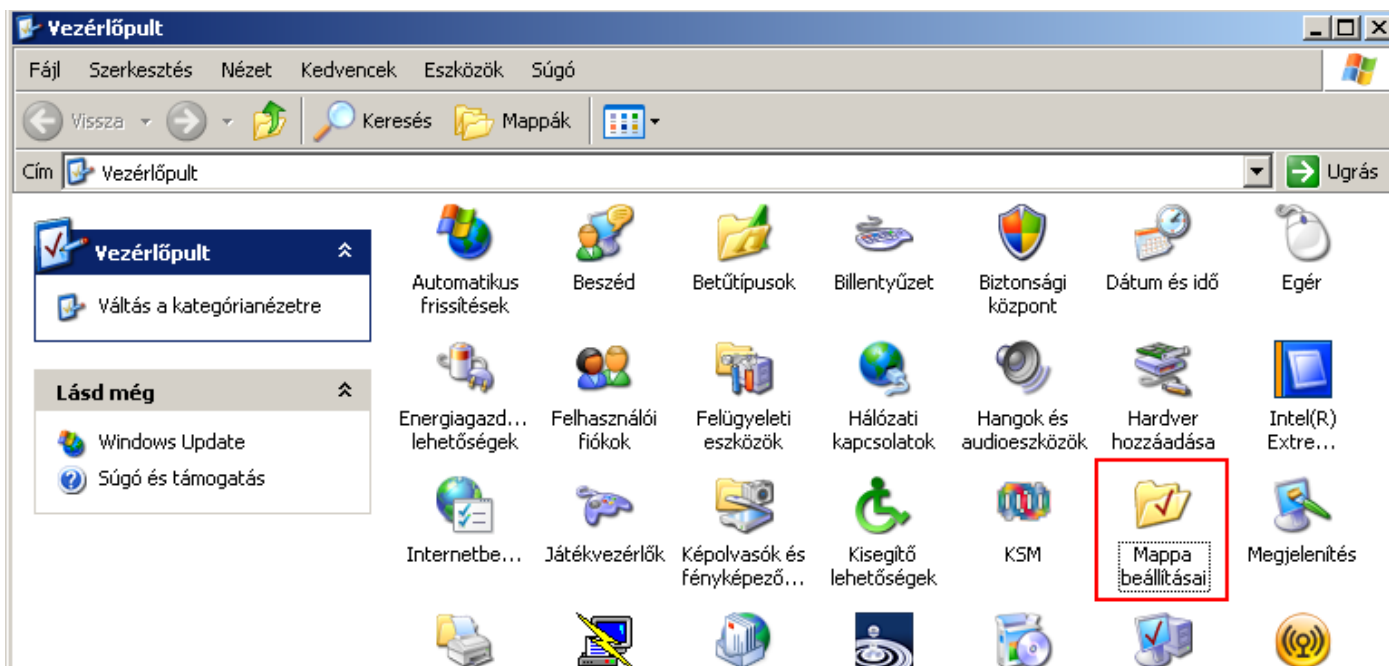 Vezérlőpult
Fájl Szerkesztés Nézet Kedvencek Eszközök Súgó
Vissza Keresés Mappák
Cím Vezérlőpult Ugrás
Vezérlőpult
Váltás a kategórianézetre
Lásd még
Windows Update
Súgó és támogatás
Automatikus
frissítések
Beszéd
Betűtípusok
Billentyűzet
Biztonsági
központ
Dátum és idő
Egér
Energiagazd...
lehetőségek
Felhasználói
fiókok
Felügyeleti
eszközök
Hálózati
kapcsolatok
Hangok és
audioeszközök
Hardver
hozzáadása
Intel(R)
Extre...
Internetbe...
Játékvezérlők
Képolvasók és
fényképező...
Kisegítő
lehetőségek
KSM
Mappa
beállításai
Megjelenítés